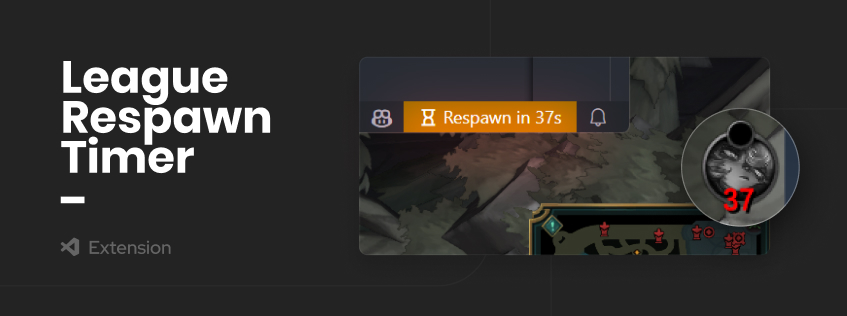 League
Respawn
Timer
Extension
Respawn in 37s
37